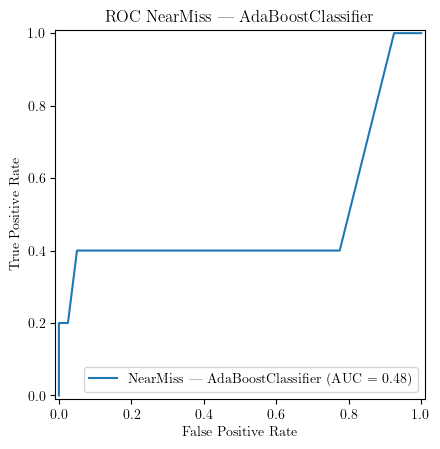 ROC NearMiss — AdaBoostClassifier
True Positive Rate
1.0
0.8
0.6
0.4
0.2
0.0
NearMiss — AdaBoostClassifier (AUC = 0.48)
0.0 0.2 0.4 0.6 0.8 1.0
False Positive Rate